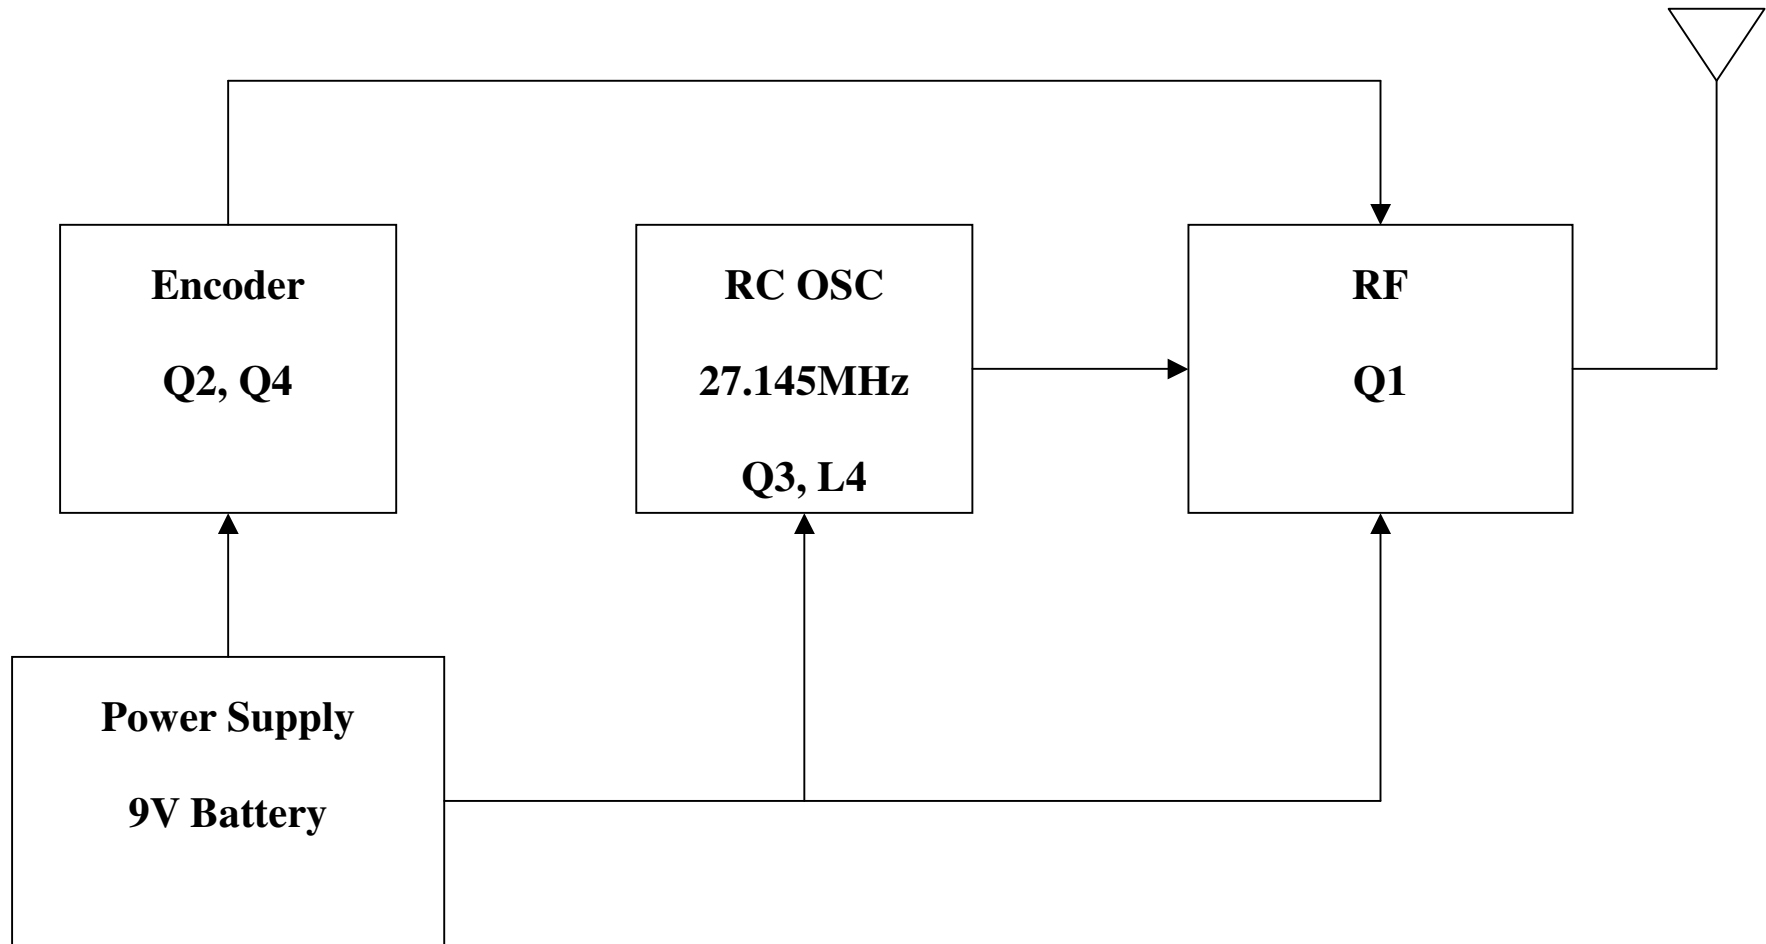 Encoder
Q2, Q4
RC OSC
27.145MHz
Q3, L4
RF
Q1
Power Supply
9V Battery